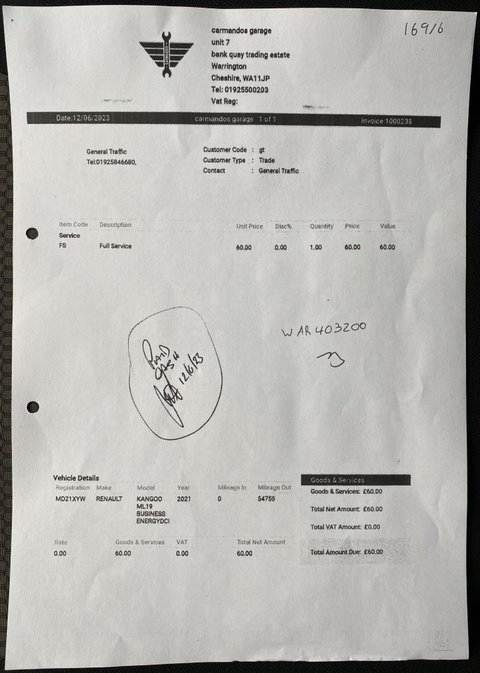 169/6
carmandos garage
unit 7
bank quay trading estate
Warrington
Cheshire, WA11JP
Tel: 01925500203
Vat Reg:
Date:12/06/2023 carmandos garage 1 of 1 Invoice:1000238
General Traffic
Tel:01925846680,
Customer Code : gt
Customer Type : Trade
Contact : General Traffic
Item Code Description Unit Price Disc% Quantity Price Value
Service
FS Full Service 60.00 0.00 1.00 60.00 60.00
PAID
CASH
12/6/23
WAR403200
Vehicle Details
Registration Make Model Year Mileage In Mileage Out
MD21XYW RENAULT KANGOO 2021 0 54755
ML19
BUSINESS
ENERGYDCI
Rate Goods & Services VAT Total Net Amount
0.00 60.00 0.00 60.00
Goods & Services
Goods & Services: £60.00
Total Net Amount: £60.00
Total VAT Amount: £0.00
Total Amount Due: £60.00